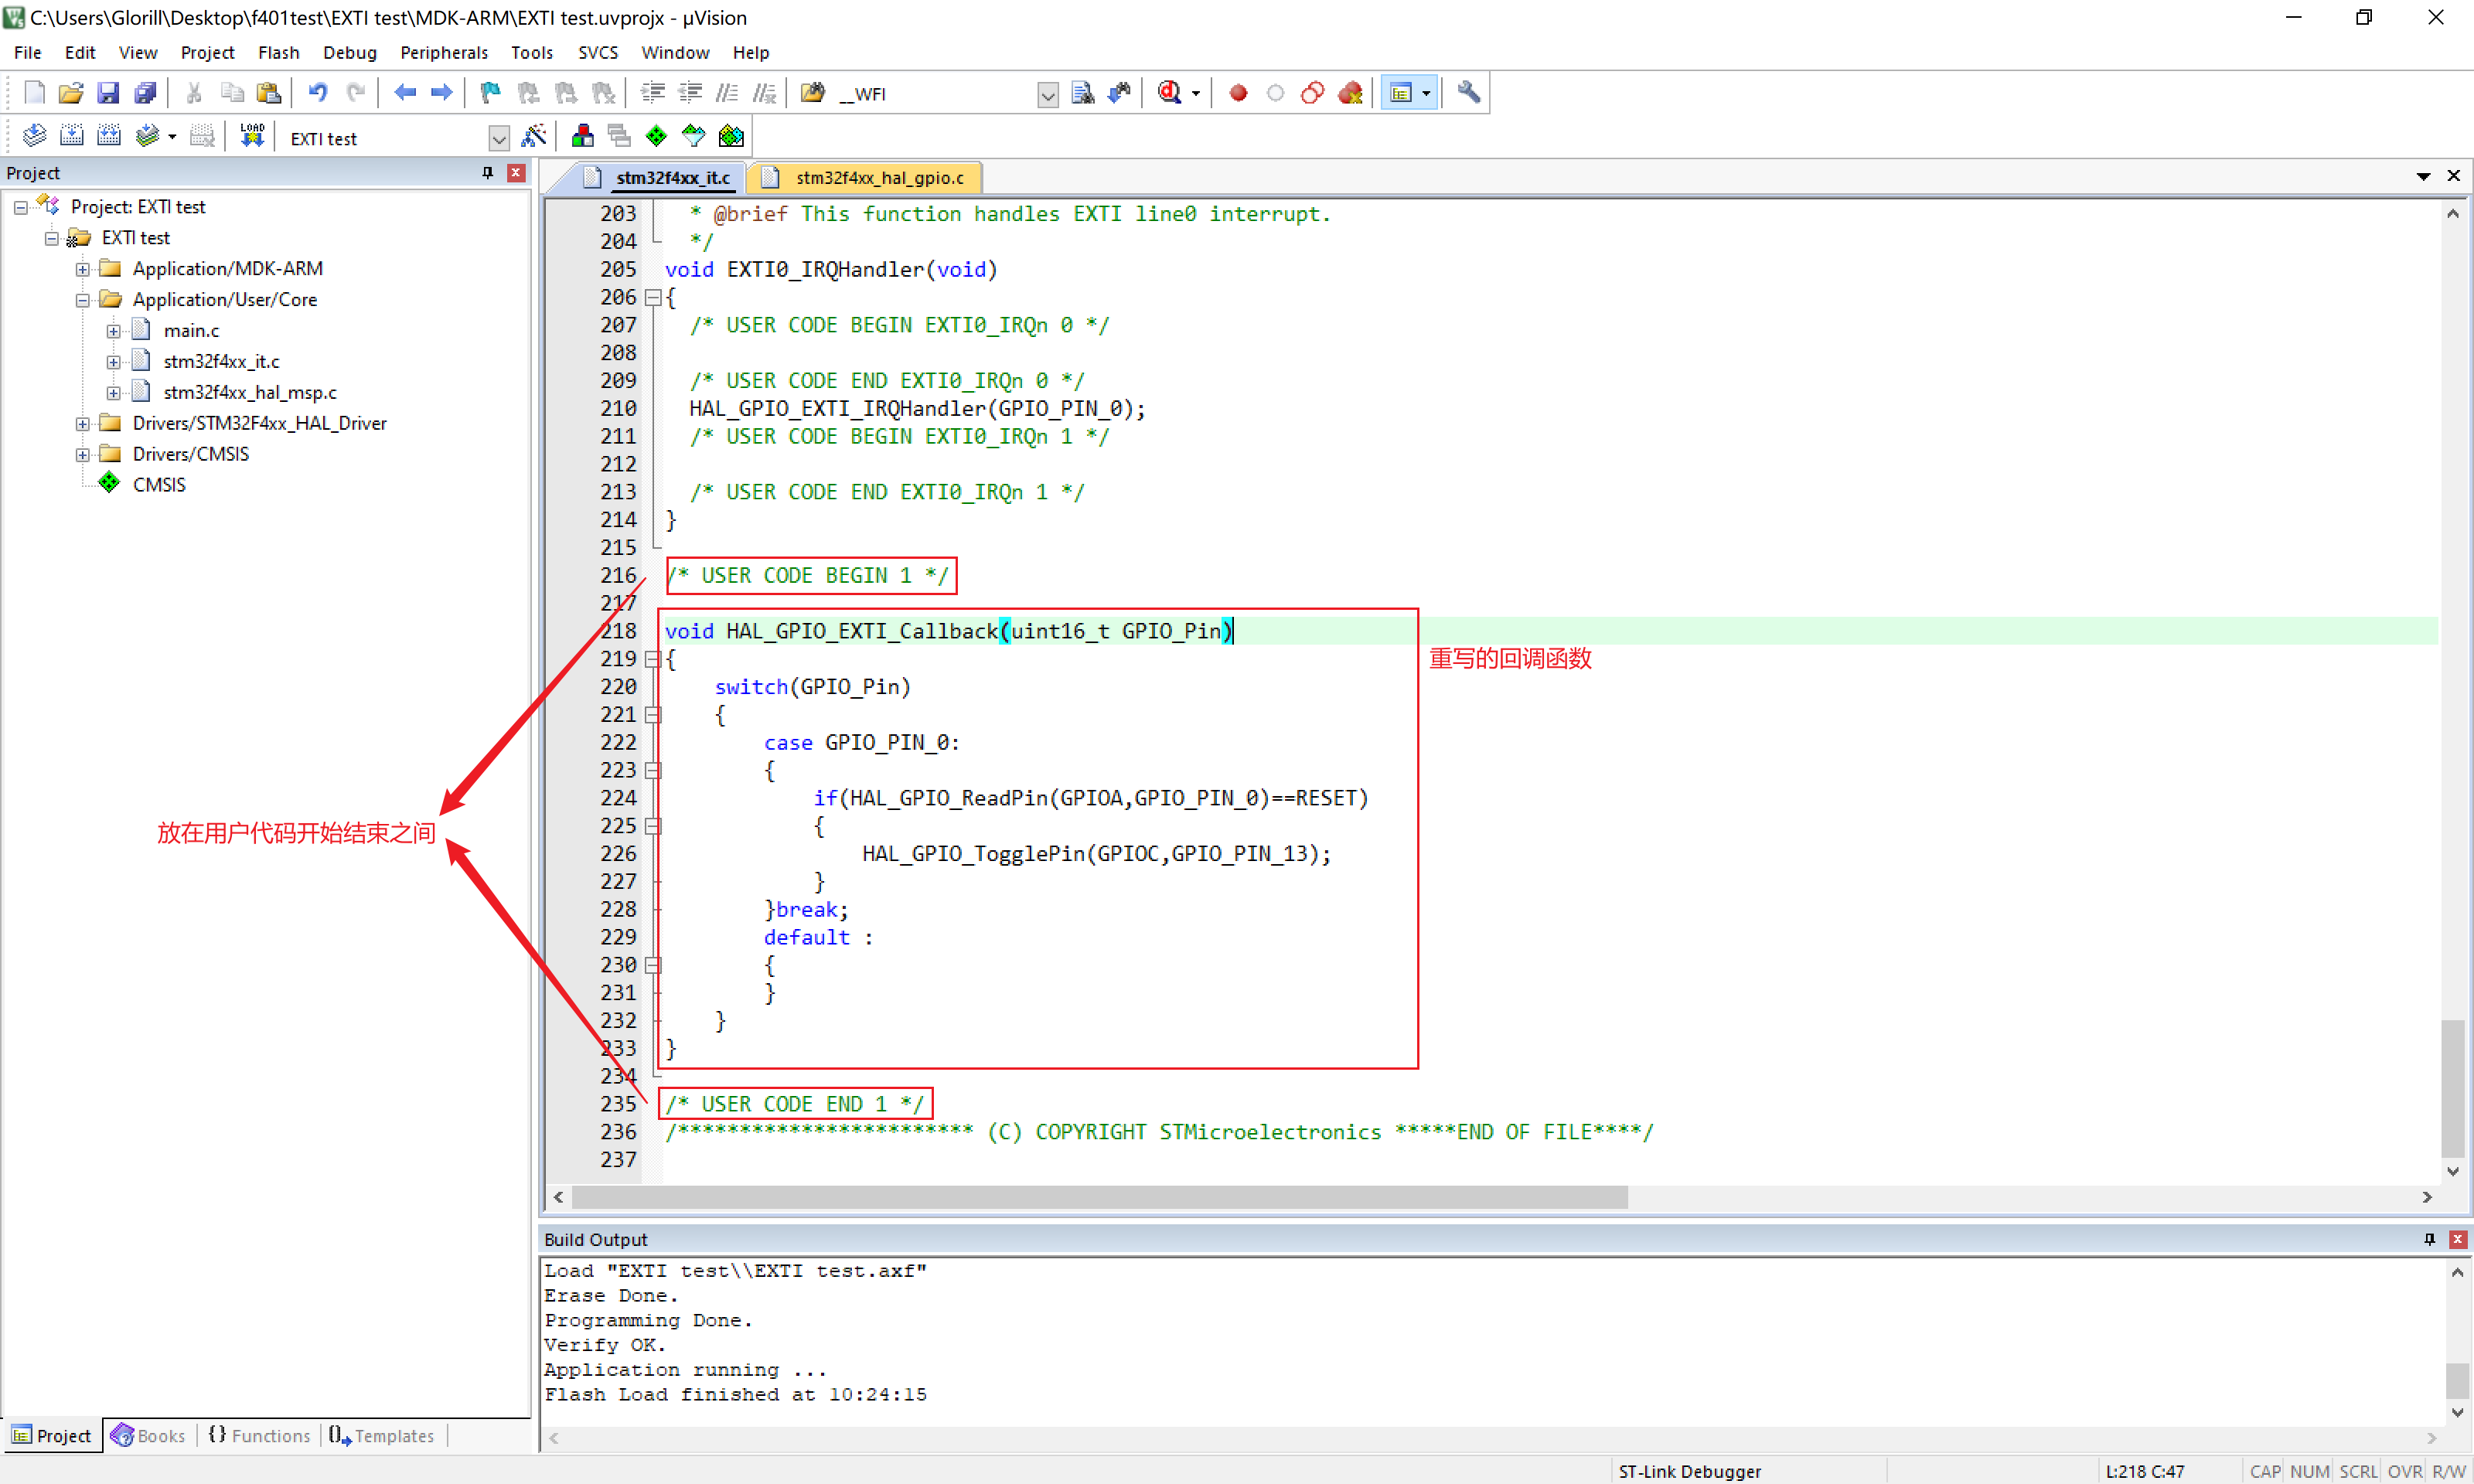 C:\Users\Glorill\Desktop\f401test\EXTI test\MDK-ARM\EXTI test.uvprojx - µVision
File Edit View Project Flash Debug Peripherals Tools SVCS Window Help
__WFI
LOAD EXTI test
Project
Project: EXTI test
EXTI test
Application/MDK-ARM
Application/User/Core
main.c
stm32f4xx_it.c
stm32f4xx_hal_msp.c
Drivers/STM32F4xx_HAL_Driver
Drivers/CMSIS
CMSIS
放在用户代码开始结束之间
Project Books Functions Templates
stm32f4xx_it.c stm32f4xx_hal_gpio.c
203 * @brief This function handles EXTI line0 interrupt.
204 */
205 void EXTI0_IRQHandler(void)
206 {
207 /* USER CODE BEGIN EXTI0_IRQn 0 */
208
209 /* USER CODE END EXTI0_IRQn 0 */
210 HAL_GPIO_EXTI_IRQHandler(GPIO_PIN_0);
211 /* USER CODE BEGIN EXTI0_IRQn 1 */
212
213 /* USER CODE END EXTI0_IRQn 1 */
214 }
215
216 /* USER CODE BEGIN 1 */
217
218 void HAL_GPIO_EXTI_Callback(uint16_t GPIO_Pin)
219 {
重写的回调函数
220 switch(GPIO_Pin)
221 {
222 case GPIO_PIN_0:
223 {
224 if(HAL_GPIO_ReadPin(GPIOA,GPIO_PIN_0)==RESET)
225 {
226 HAL_GPIO_TogglePin(GPIOC,GPIO_PIN_13);
227 }
228 }break;
229 default :
230 {
231 }
232 }
233 }
234
235 /* USER CODE END 1 */
236 /************************ (C) COPYRIGHT STMicroelectronics *****END OF FILE****/
237
Build Output
Load "EXTI test\\EXTI test.axf"
Erase Done.
Programming Done.
Verify OK.
Application running ...
Flash Load finished at 10:24:15
ST-Link Debugger L:218 C:47 CAP NUM SCRL OVR R/W